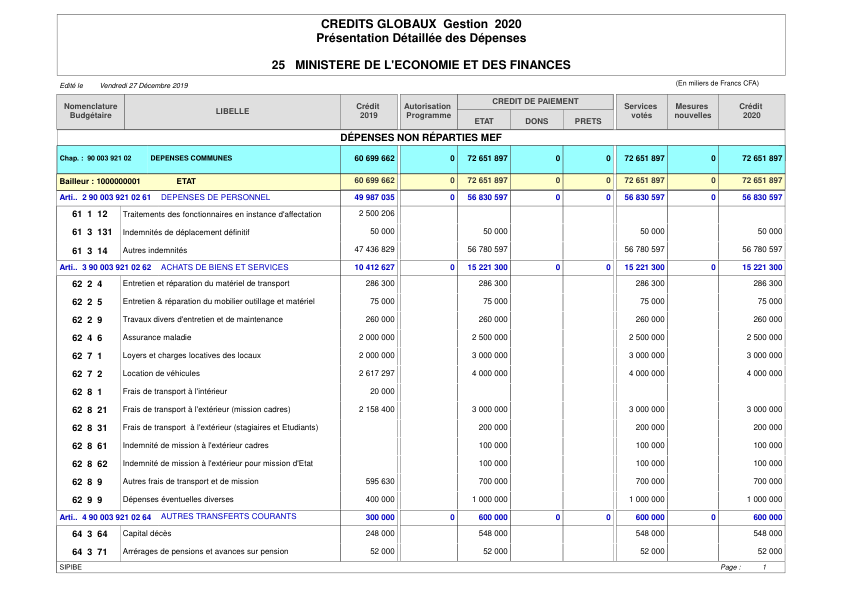 CREDITS GLOBAUX Gestion 2020
Présentation Détaillée des Dépenses
25 MINISTERE DE L'ECONOMIE ET DES FINANCES
Edité le Vendredi 27 Décembre 2019 (En miliers de Francs CFA)
Nomenclature Budgétaire LIBELLE Crédit 2019 Autorisation Programme CREDIT DE PAIEMENT ETAT DONS PRETS Services votés Mesures nouvelles Crédit 2020
DÉPENSES NON RÉPARTIES MEF
Chap. : 90 003 921 02 DEPENSES COMMUNES 60 699 662 0 72 651 897 0 0 72 651 897 0 72 651 897
Bailleur : 1000000001 ETAT 60 699 662 0 72 651 897 0 0 72 651 897 0 72 651 897
Arti.. 2 90 003 921 02 61 DEPENSES DE PERSONNEL 49 987 035 0 56 830 597 0 0 56 830 597 0 56 830 597
61 1 12 Traitements des fonctionnaires en instance d'affectation 2 500 206
61 3 131 Indemnités de déplacement définitif 50 000 50 000 50 000 50 000
61 3 14 Autres indemnités 47 436 829 56 780 597 56 780 597 56 780 597
Arti.. 3 90 003 921 02 62 ACHATS DE BIENS ET SERVICES 10 412 627 0 15 221 300 0 0 15 221 300 0 15 221 300
62 2 4 Entretien et réparation du matériel de transport 286 300 286 300 286 300 286 300
62 2 5 Entretien & réparation du mobilier outillage et matériel 75 000 75 000 75 000 75 000
62 2 9 Travaux divers d'entretien et de maintenance 260 000 260 000 260 000 260 000
62 4 6 Assurance maladie 2 000 000 2 500 000 2 500 000 2 500 000
62 7 1 Loyers et charges locatives des locaux 2 000 000 3 000 000 3 000 000 3 000 000
62 7 2 Location de véhicules 2 617 297 4 000 000 4 000 000 4 000 000
62 8 1 Frais de transport à l'intérieur 20 000
62 8 21 Frais de transport à l'extérieur (mission cadres) 2 158 400 3 000 000 3 000 000 3 000 000
62 8 31 Frais de transport à l'extérieur (stagiaires et Etudiants) 200 000 200 000 200 000
62 8 61 Indemnité de mission à l'extérieur cadres 100 000 100 000 100 000
62 8 62 Indemnité de mission à l'extérieur pour mission d'Etat 100 000 100 000 100 000
62 8 9 Autres frais de transport et de mission 595 630 700 000 700 000 700 000
62 9 9 Dépenses éventuelles diverses 400 000 1 000 000 1 000 000 1 000 000
Arti.. 4 90 003 921 02 64 AUTRES TRANSFERTS COURANTS 300 000 0 600 000 0 0 600 000 0 600 000
64 3 64 Capital décès 248 000 548 000 548 000 548 000
64 3 71 Arrérages de pensions et avances sur pension 52 000 52 000 52 000 52 000
SIPIBE Page : 1